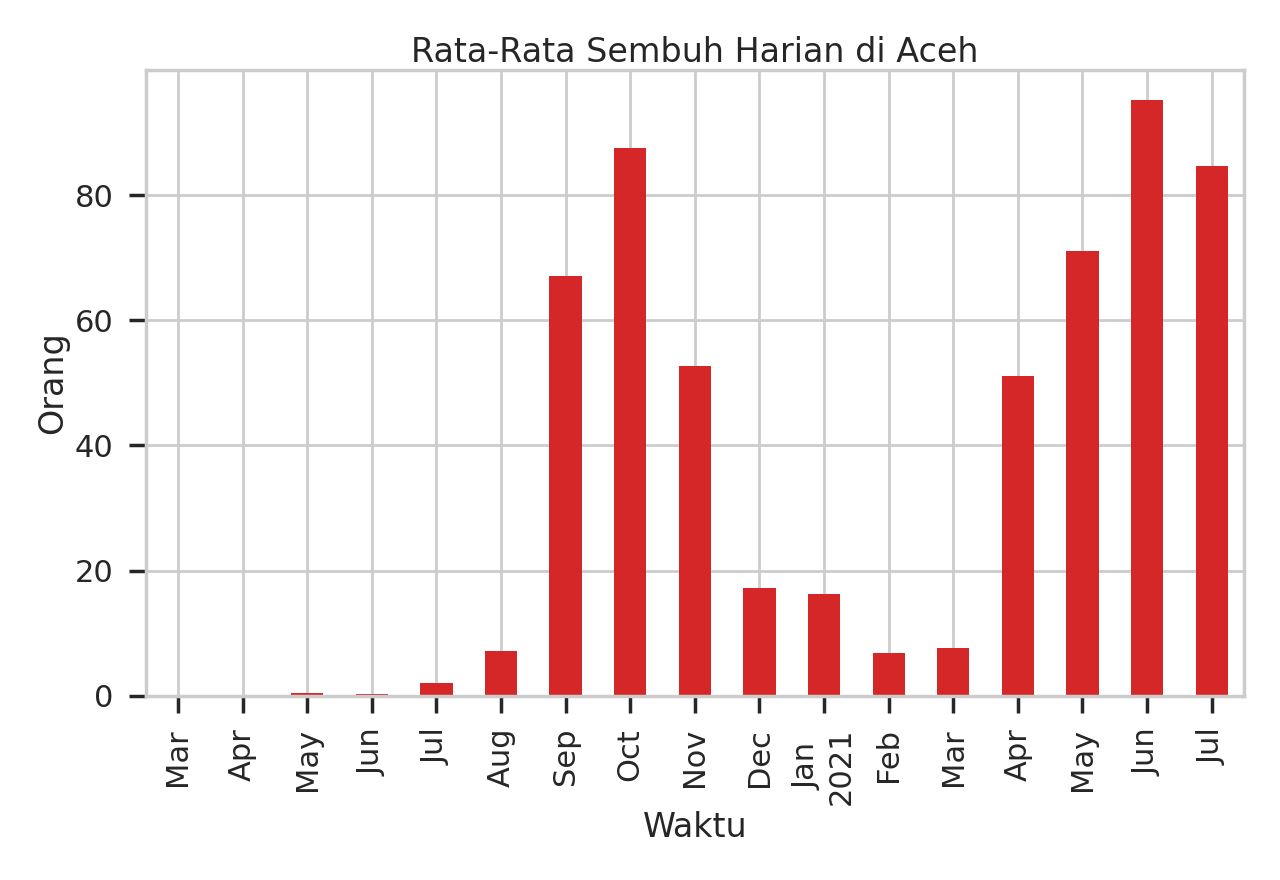 Rata-Rata Sembuh Harian di Aceh
Orang
80
60
40
20
0
Mar
Apr
May
Jun
Jul
Aug
Sep
Oct
Nov
Dec
Jan
2021
Feb
Mar
Apr
May
Jun
Jul
Waktu